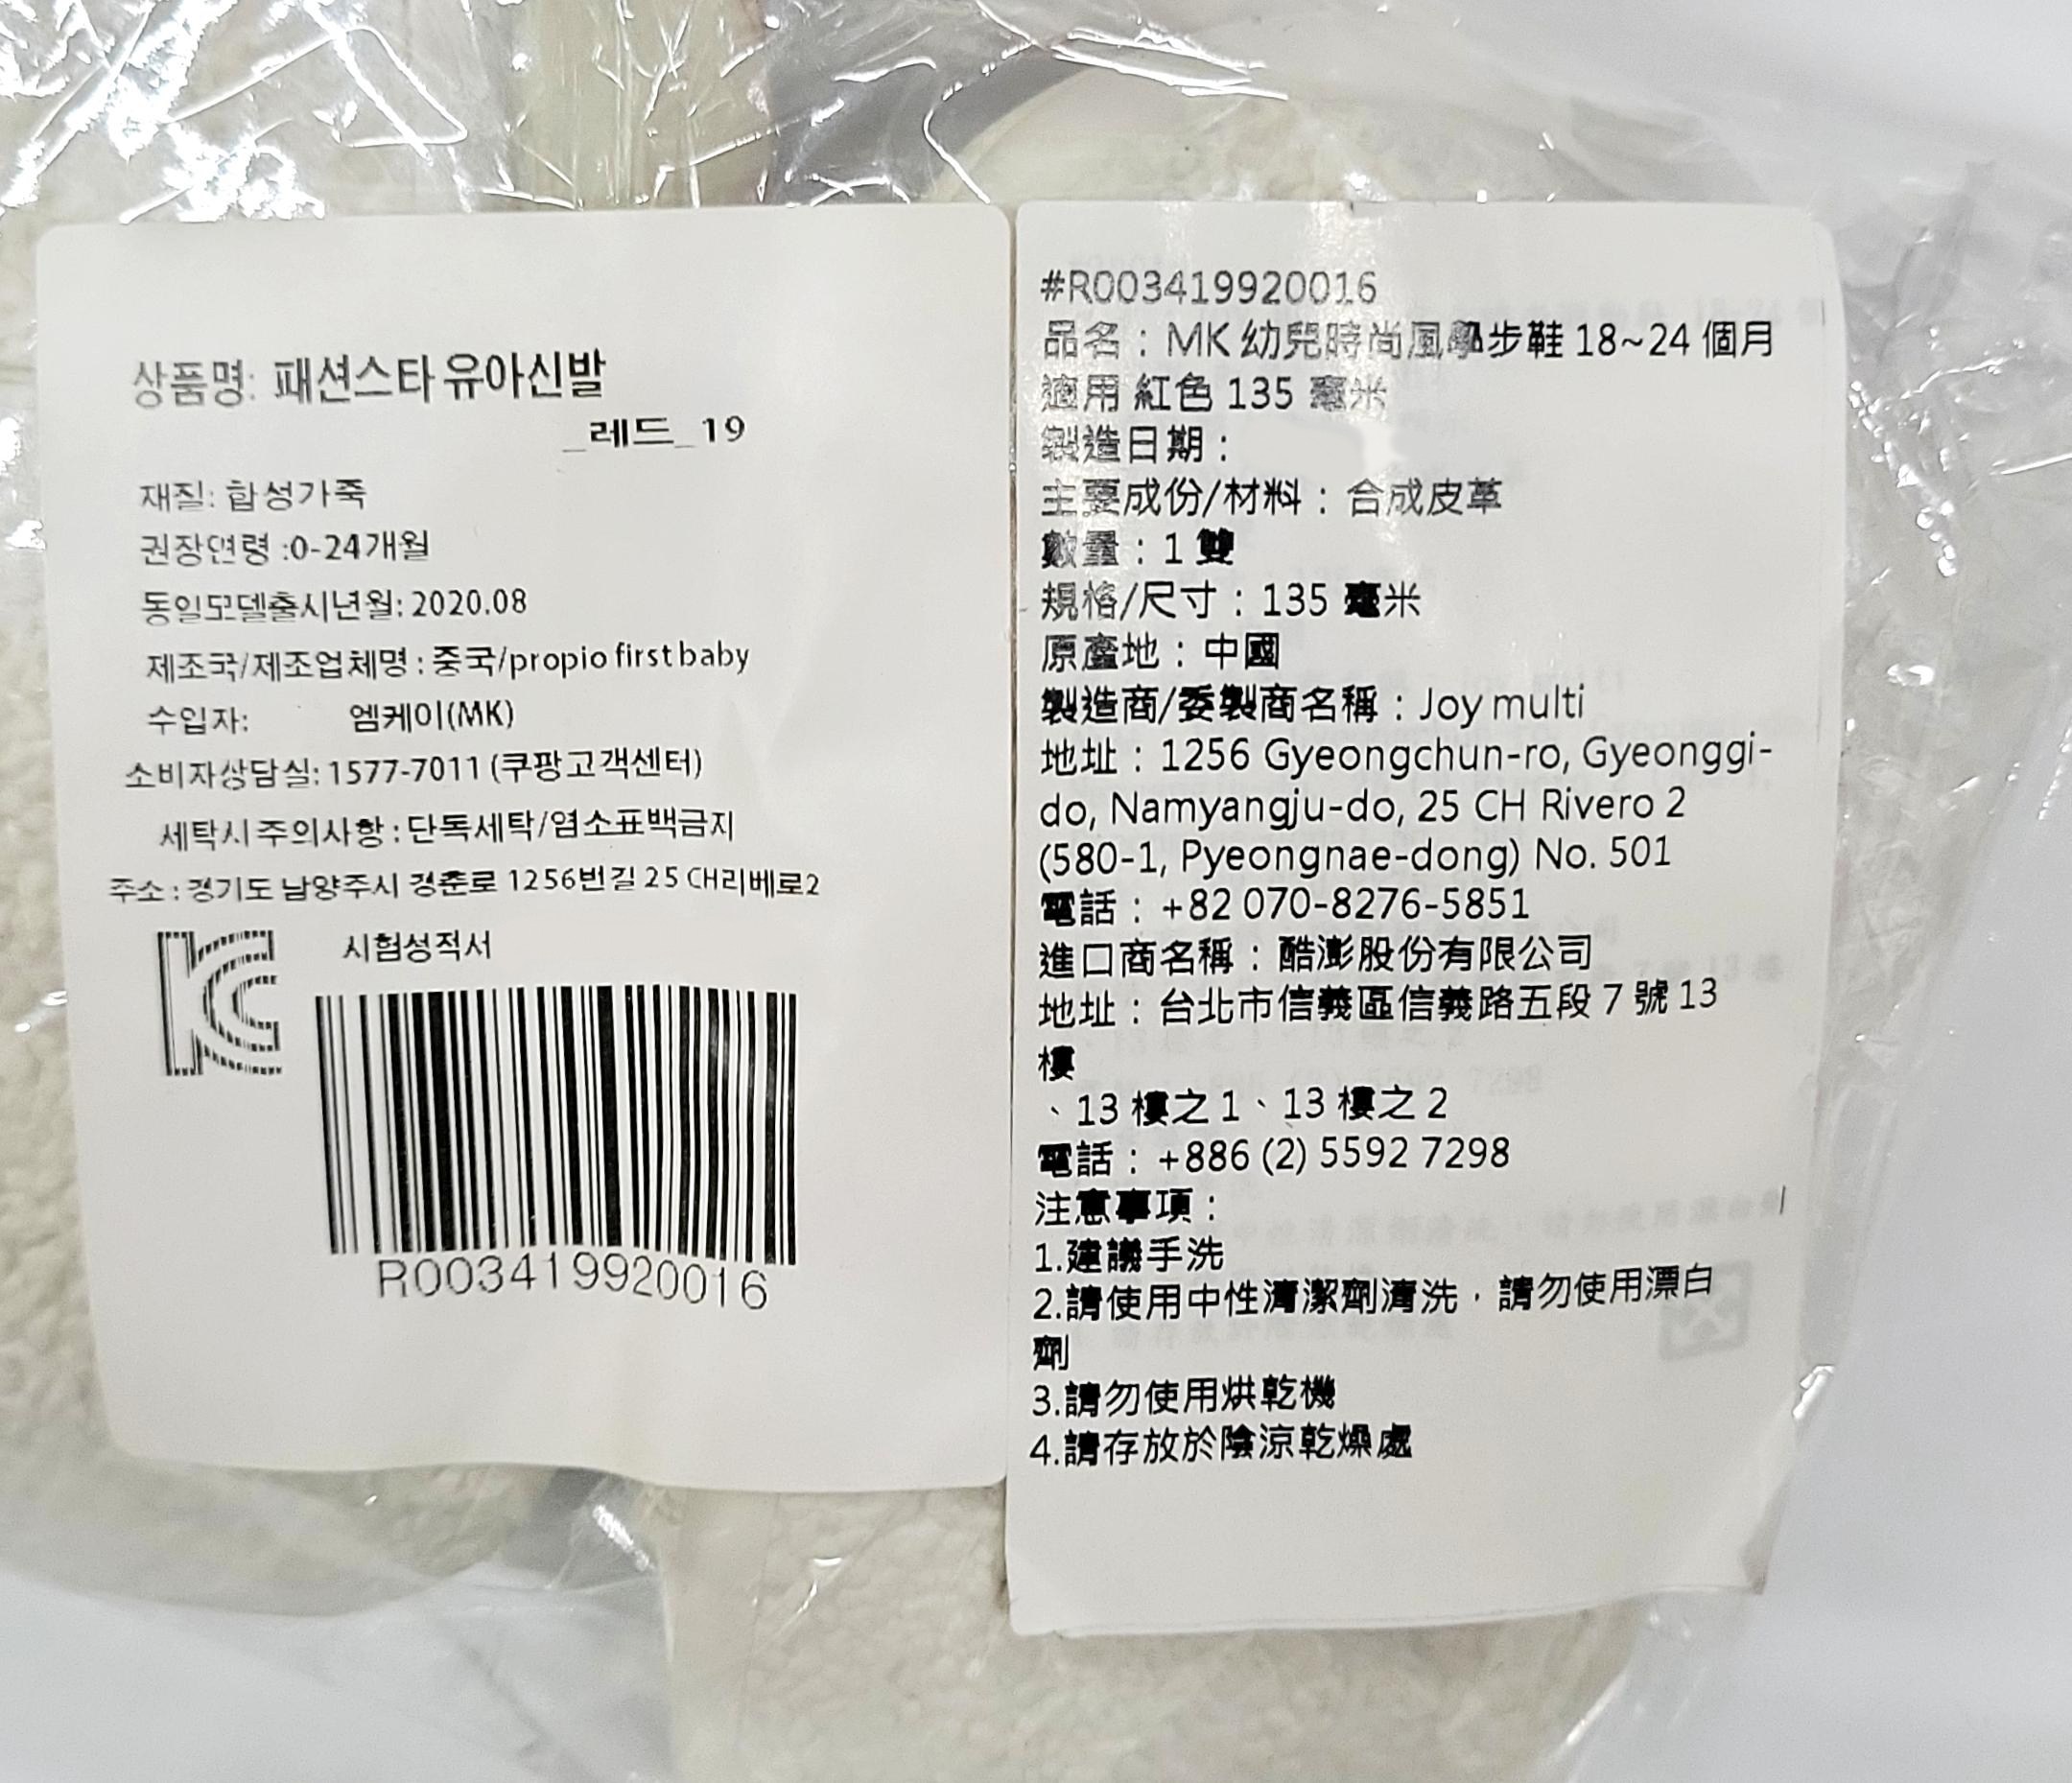 상품명: 패션스타 유아신발
_레드_19
재질: 합성가죽
권장연령 :0-24개월
동일모델출시년월: 2020.08
제조국/제조업체명 : 중국/propio first baby
수입자: 엠케이(MK)
소비자상담실: 1577-7011 (쿠팡고객센터)
세탁시 주의사항 : 단독세탁/염소표백금지
주소 : 경기도 남양주시 경춘로 1256번길 25 CH리베로2
시험성적서
R003419920016
#R003419920016
品名：MK 幼兒時尚風學步鞋 18~24 個月
適用 紅色 135 毫米
製造日期：
主要成份/材料：合成皮革
數量：1 雙
規格/尺寸：135 毫米
原產地：中國
製造商/委製商名稱：Joy multi
地址：1256 Gyeongchun-ro, Gyeonggi-
do, Namyangju-do, 25 CH Rivero 2
(580-1, Pyeongnae-dong) No. 501
電話：+82 070-8276-5851
進口商名稱：酷澎股份有限公司
地址：台北市信義區信義路五段 7 號 13
樓
、13 樓之 1、13 樓之 2
電話：+886 (2) 5592 7298
注意事項：
1.建議手洗
2.請使用中性清潔劑清洗，請勿使用漂白
劑
3.請勿使用烘乾機
4.請存放於陰涼乾燥處